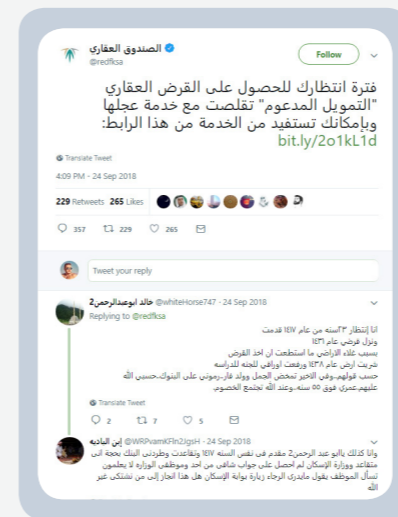 الصندوق العقاري
@redfksa
Follow
فترة انتظارك للحصول على القرض العقاري
"التمويل المدعوم" تقلصت مع خدمة عجلها
وبإمكانك تستفيد من الخدمة من هذا الرابط:
bit.ly/2o1kL1d
Translate Tweet
4:09 PM - 24 Sep 2018
229 Retweets 265 Likes
357 229 265
Tweet your reply
خالد ابوعبدالرحمن2 @whiteHorse747 - 24 Sep 2018
Replying to @redfksa
انا إنتظار ٢٣سنه من عام ١٤١٧ قدمت
ونزل قرضي عام ١٤٣١
بسبب غلاء الاراضي ما استطعت ان اخذ القرض
شريت ارض عام ١٤٣٨ ورفعت اوراقي للجنه للدراسه
حسب قولهم..وفي الاخير تمخض الجمل وولد فار..رموني على البنوك..حسبي الله
عليهم.عمري فوق ٥٥ سنه..وعند الله تجتمع الخصوم.
Translate Tweet
2 7 5
إبن الباديه @WRPvamKFln2JgsH - 24 Sep 2018
وانا كذلك ياابو عبد الرحمن2 مقدم في نفس السنه ١٤١٧ وتقاعدت وطردني البنك بحجة اني
متقاعد ووزارة الإسكان لم احصل على جواب شافي من احد وموظفي الوزاره لا يعلمون
تسأل الموظف يقول مايدري الرجاء زيارة بوابة الإسكان هل هذا انجاز إلى من نشتكي غير
الله